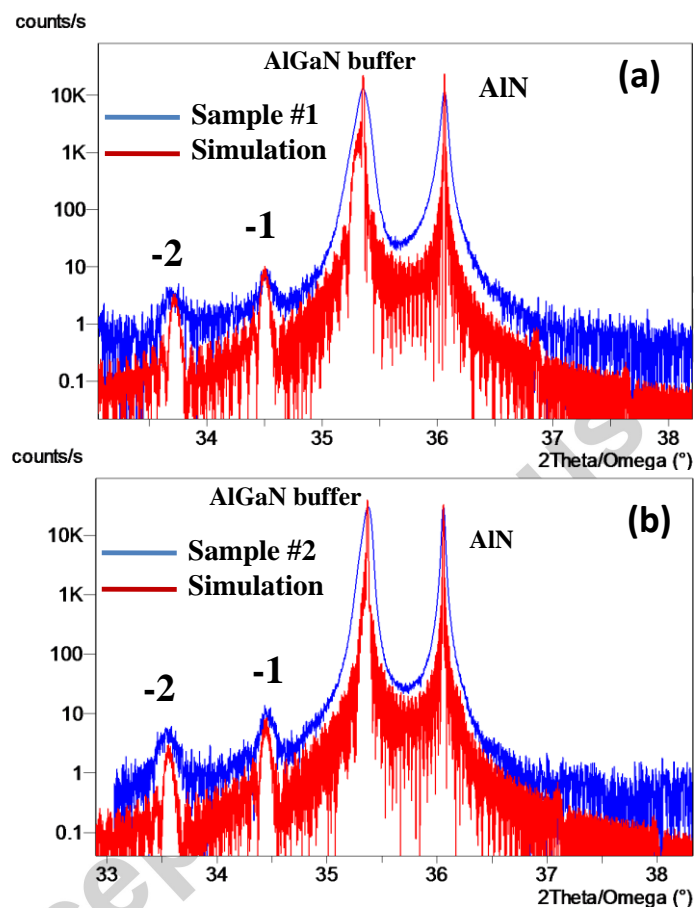 counts/s
AlGaN buffer
(a)
AlN
10K
Sample #1
1K
Simulation
100
-1
-2
10
1
0.1
34 35 36 37 38
2Theta/Omega (°)
counts/s
AlGaN buffer
(b)
AlN
10K
Sample #2
1K
Simulation
100
-2
-1
10
1
0.1
33 34 35 36 37 38
2Theta/Omega (°)